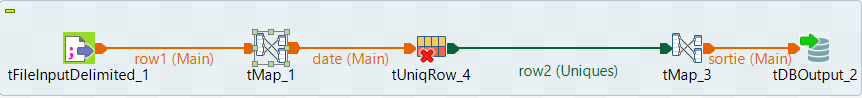 row1 (Main)
date (Main)
row2 (Uniques)
sortie (Main)
tFileInputDelimited_1
tMap_1
tUniqRow_4
tMap_3
tDBOutput_2